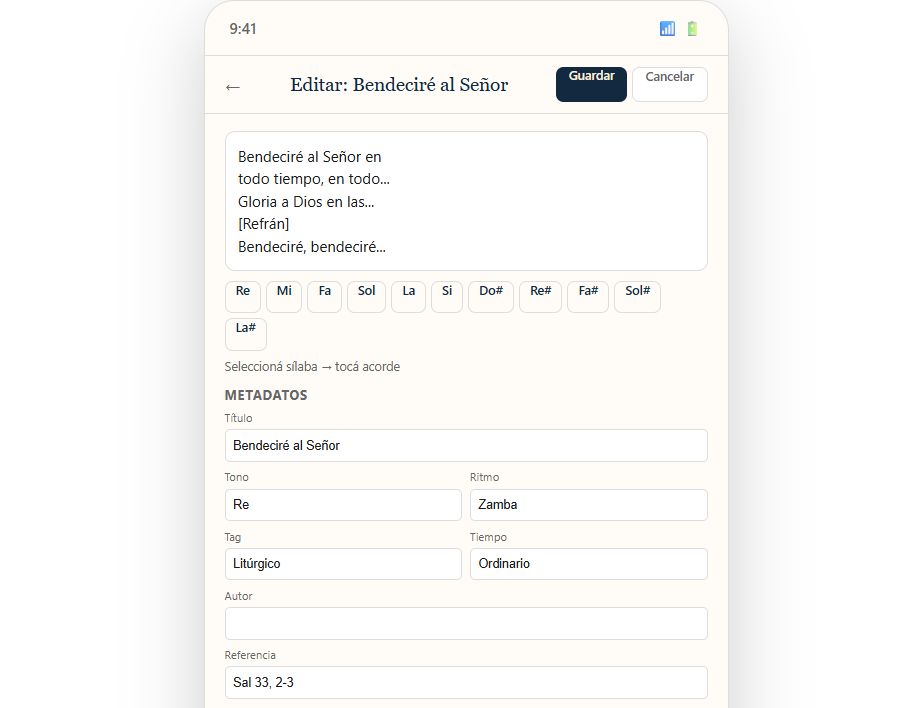 9:41
← Editar: Bendeciré al Señor Guardar Cancelar
Bendeciré al Señor en
todo tiempo, en todo...
Gloria a Dios en las...
[Refrán]
Bendeciré, bendeciré...
Re Mi Fa Sol La Si Do# Re# Fa# Sol#
La#
Seleccioná sílaba → tocá acorde
METADATOS
Título
Bendeciré al Señor
Tono Ritmo
Re Zamba
Tag Tiempo
Litúrgico Ordinario
Autor
Referencia
Sal 33, 2-3